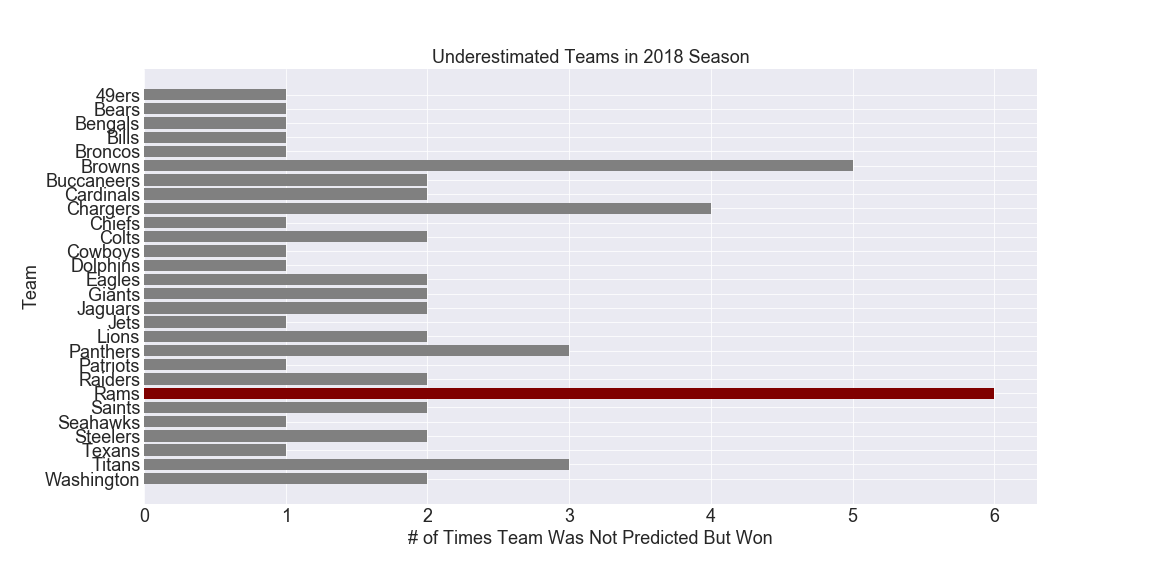 Underestimated Teams in 2018 Season
49ers
Bears
Bengals
Bills
Broncos
Browns
Buccaneers
Cardinals
Chargers
Chiefs
Colts
Cowboys
Dolphins
Eagles
Giants
Jaguars
Jets
Lions
Panthers
Patriots
Raiders
Rams
Saints
Seahawks
Steelers
Texans
Titans
Washington
Team
0 1 2 3 4 5 6
# of Times Team Was Not Predicted But Won